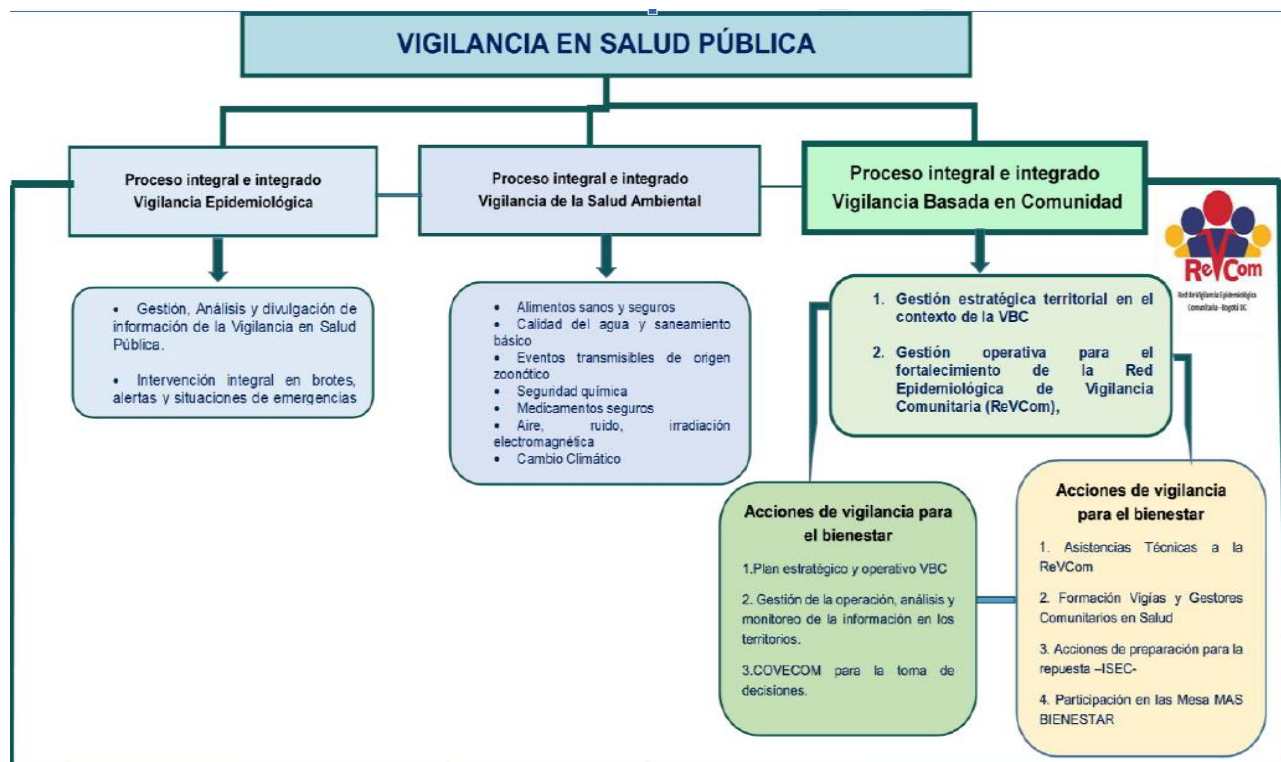 VIGILANCIA EN SALUD PÚBLICA
Proceso integral e integrado
Vigilancia Epidemiológica
Proceso integral e integrado
Vigilancia de la Salud Ambiental
Proceso integral e integrado
Vigilancia Basada en Comunidad
ReVCom
Red de Vigilancia Epidemiológica
Comunitaria - Bogotá DC
• Gestión, Análisis y divulgación de
información de la Vigilancia en Salud
Pública.
• Intervención integral en brotes,
alertas y situaciones de emergencias
• Alimentos sanos y seguros
• Calidad del agua y saneamiento
básico
• Eventos transmisibles de origen
zoonótico
• Seguridad química
• Medicamentos seguros
• Aire, ruido, irradiación
electromagnética
• Cambio Climático
1. Gestión estratégica territorial en el
contexto de la VBC
2. Gestión operativa para el
fortalecimiento de la Red
Epidemiológica de Vigilancia
Comunitaria (ReVCom),
Acciones de vigilancia para
el bienestar
1.Plan estratégico y operativo VBC
2. Gestión de la operación, análisis y
monitoreo de la información en los
territorios.
3.COVECOM para la toma de
decisiones.
Acciones de vigilancia
para el bienestar
1. Asistencias Técnicas a la
ReVCom
2. Formación Vigías y Gestores
Comunitarios en Salud
3. Acciones de preparación para la
repuesta –ISEC-
4. Participación en las Mesa MAS
BIENESTAR